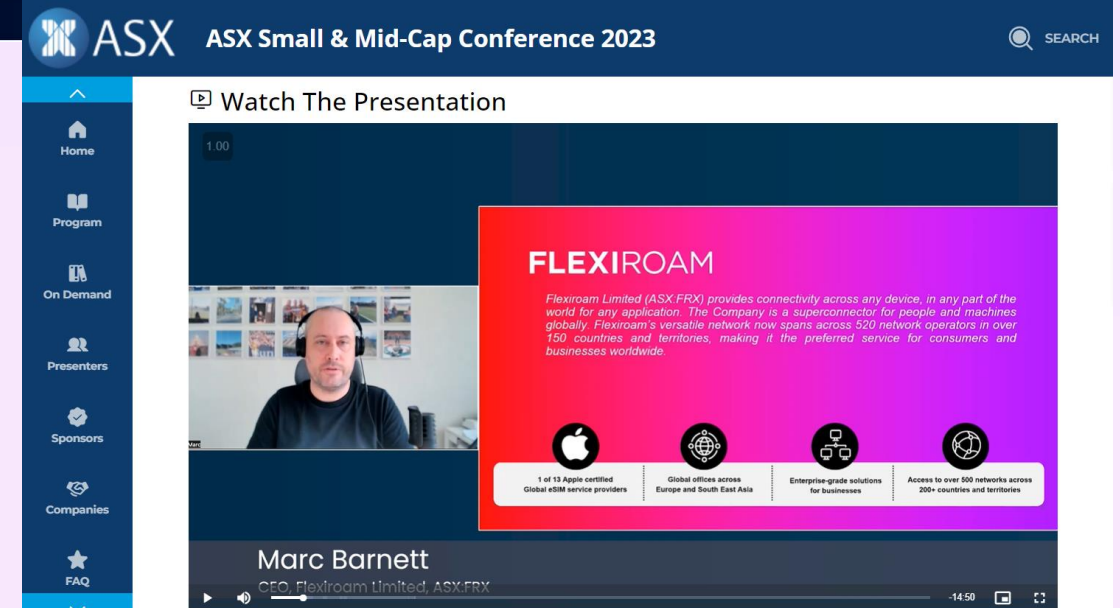 ASX
ASX Small & Mid-Cap Conference 2023
SEARCH
Home
Program
On Demand
Presenters
Sponsors
Companies
FAQ
Watch The Presentation
1.00
FLEXIROAM
Flexiroam Limited (ASX:FRX) provides connectivity across any device, in any part of the
world for any application. The Company is a superconnector for people and machines
globally. Flexiroam's versatile network now spans across 520 network operators in over
150 countries and territories, making it the preferred service for consumers and
businesses worldwide.
1 of 13 Apple certified
Global eSIM service providers
Global offices across
Europe and South East Asia
Enterprise-grade solutions
for businesses
Access to over 500 networks across
200+ countries and territories
Marc
Marc Barnett
CEO, Flexiroam Limited, ASX:FRX
-14:50